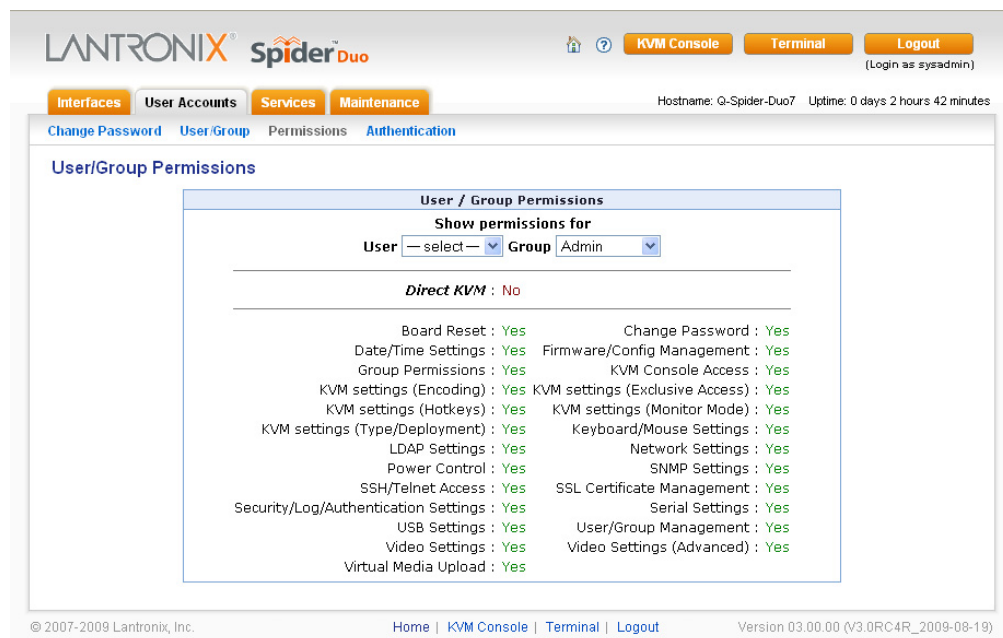 LANTRONIX® Spider™ Duo
KVM Console Terminal Logout
(Login as sysadmin)
Interfaces User Accounts Services Maintenance
Hostname: Q-Spider-Duo7 Uptime: 0 days 2 hours 42 minutes
Change Password User/Group Permissions Authentication
User/Group Permissions
User / Group Permissions
Show permissions for
User — select — Group Admin
Direct KVM : No
Board Reset : Yes Change Password : Yes
Date/Time Settings : Yes Firmware/Config Management : Yes
Group Permissions : Yes KVM Console Access : Yes
KVM settings (Encoding) : Yes KVM settings (Exclusive Access) : Yes
KVM settings (Hotkeys) : Yes KVM settings (Monitor Mode) : Yes
KVM settings (Type/Deployment) : Yes Keyboard/Mouse Settings : Yes
LDAP Settings : Yes Network Settings : Yes
Power Control : Yes SNMP Settings : Yes
SSH/Telnet Access : Yes SSL Certificate Management : Yes
Security/Log/Authentication Settings : Yes Serial Settings : Yes
USB Settings : Yes User/Group Management : Yes
Video Settings : Yes Video Settings (Advanced) : Yes
Virtual Media Upload : Yes
© 2007-2009 Lantronix, Inc. Home | KVM Console | Terminal | Logout Version 03.00.00 (V3.0RC4R_2009-08-19)